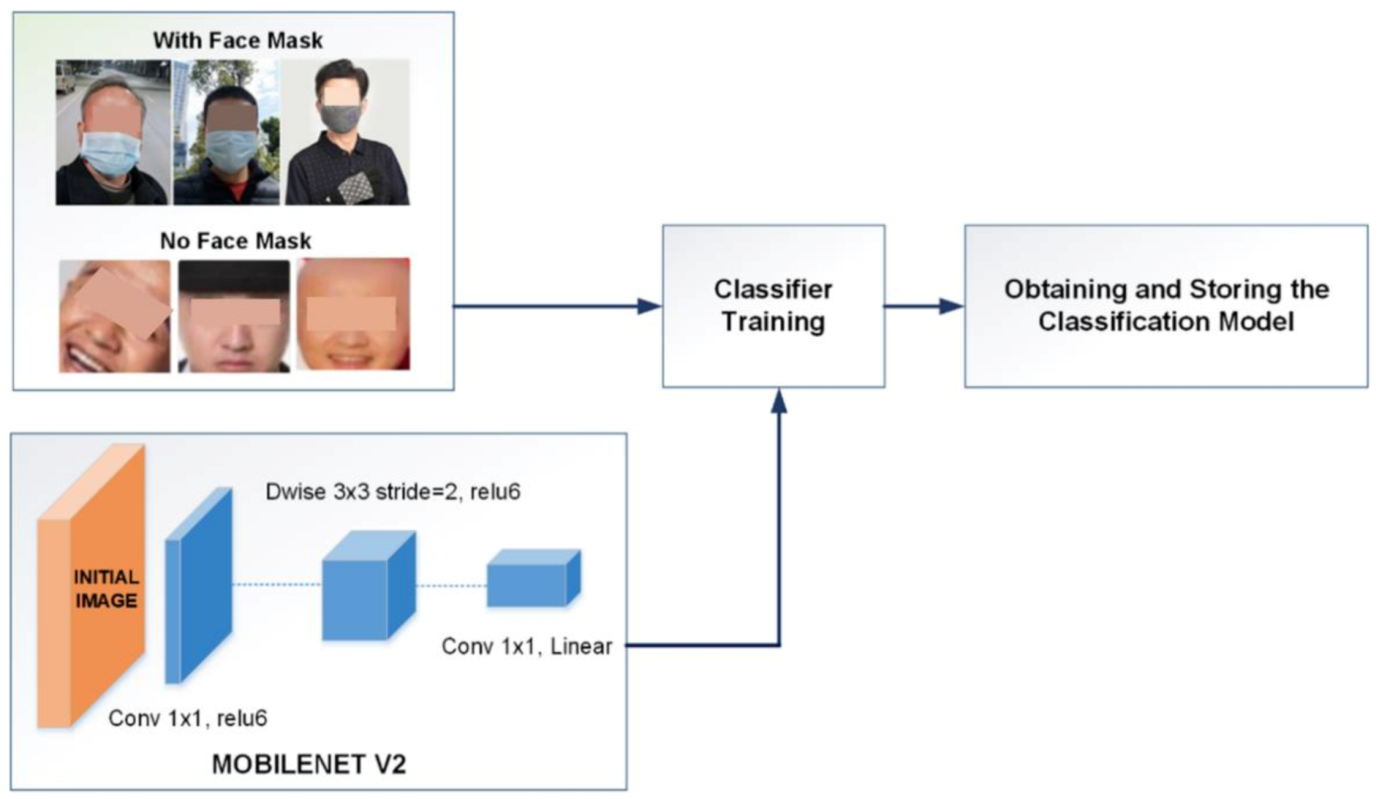 With Face Mask
No Face Mask
Classifier
Training
Obtaining and Storing the
Classification Model
Dwise 3x3 stride=2, relu6
INITIAL
IMAGE
Conv 1x1, Linear
Conv 1x1, relu6
MOBILENET V2